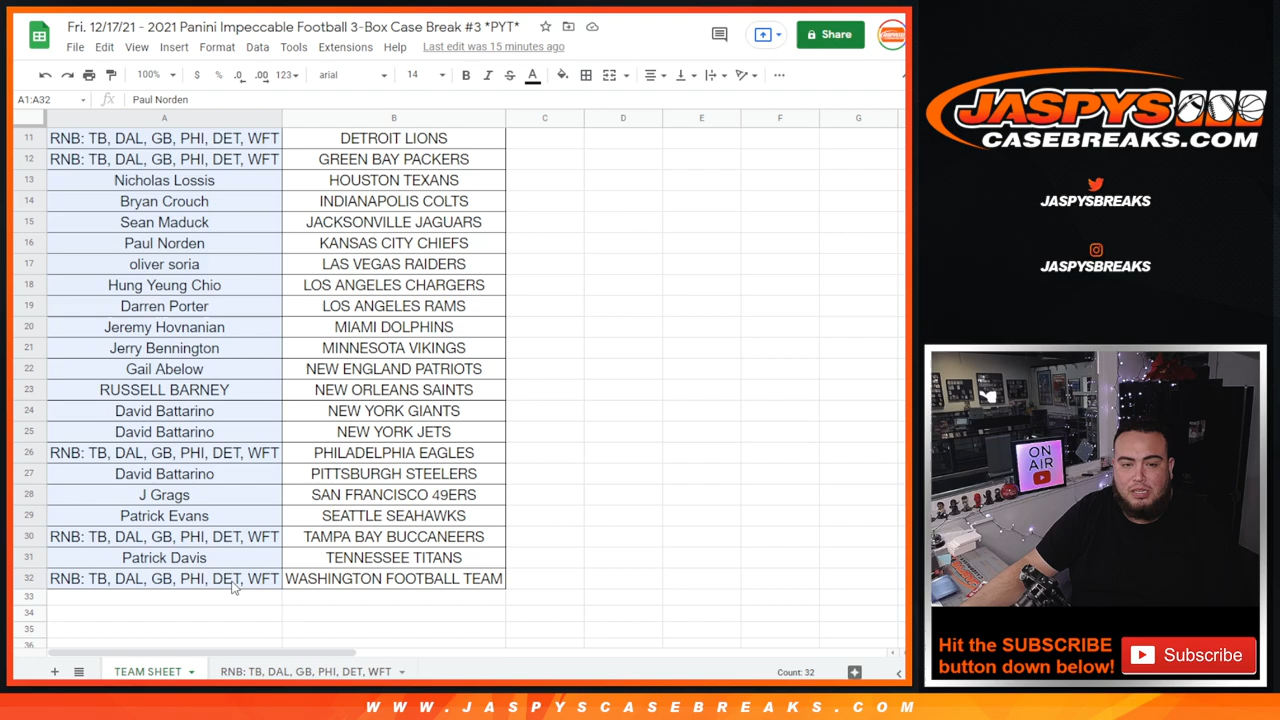 Fri. 12/17/21 - 2021 Panini Impeccable Football 3-Box Case Break #3 *PYT*
File Edit View Insert Format Data Tools Extensions Help Last edit was 15 minutes ago
Share
100% $ % .0 .00 123 arial 14 B I S A
A1:A32 fx Paul Norden
A B C D E F G
11 RNB: TB, DAL, GB, PHI, DET, WFT DETROIT LIONS
12 RNB: TB, DAL, GB, PHI, DET, WFT GREEN BAY PACKERS
13 Nicholas Lossis HOUSTON TEXANS
14 Bryan Crouch INDIANAPOLIS COLTS
15 Sean Maduck JACKSONVILLE JAGUARS
16 Paul Norden KANSAS CITY CHIEFS
17 oliver soria LAS VEGAS RAIDERS
18 Hung Yeung Chio LOS ANGELES CHARGERS
19 Darren Porter LOS ANGELES RAMS
20 Jeremy Hovnanian MIAMI DOLPHINS
21 Jerry Bennington MINNESOTA VIKINGS
22 Gail Abelow NEW ENGLAND PATRIOTS
23 RUSSELL BARNEY NEW ORLEANS SAINTS
24 David Battarino NEW YORK GIANTS
25 David Battarino NEW YORK JETS
26 RNB: TB, DAL, GB, PHI, DET, WFT PHILADELPHIA EAGLES
27 David Battarino PITTSBURGH STEELERS
28 J Grags SAN FRANCISCO 49ERS
29 Patrick Evans SEATTLE SEAHAWKS
30 RNB: TB, DAL, GB, PHI, DET, WFT TAMPA BAY BUCCANEERS
31 Patrick Davis TENNESSEE TITANS
32 RNB: TB, DAL, GB, PHI, DET, WFT WASHINGTON FOOTBALL TEAM
33
34
35
36
TEAM SHEET RNB: TB, DAL, GB, PHI, DET, WFT Count: 32
JASPYS
CASEBREAKS.COM
JASPYSBREAKS
JASPYSBREAKS
ON
AIR
Hit the SUBSCRIBE
button down below!
Subscribe
WWW.JASPYSCASEBREAKS.COM